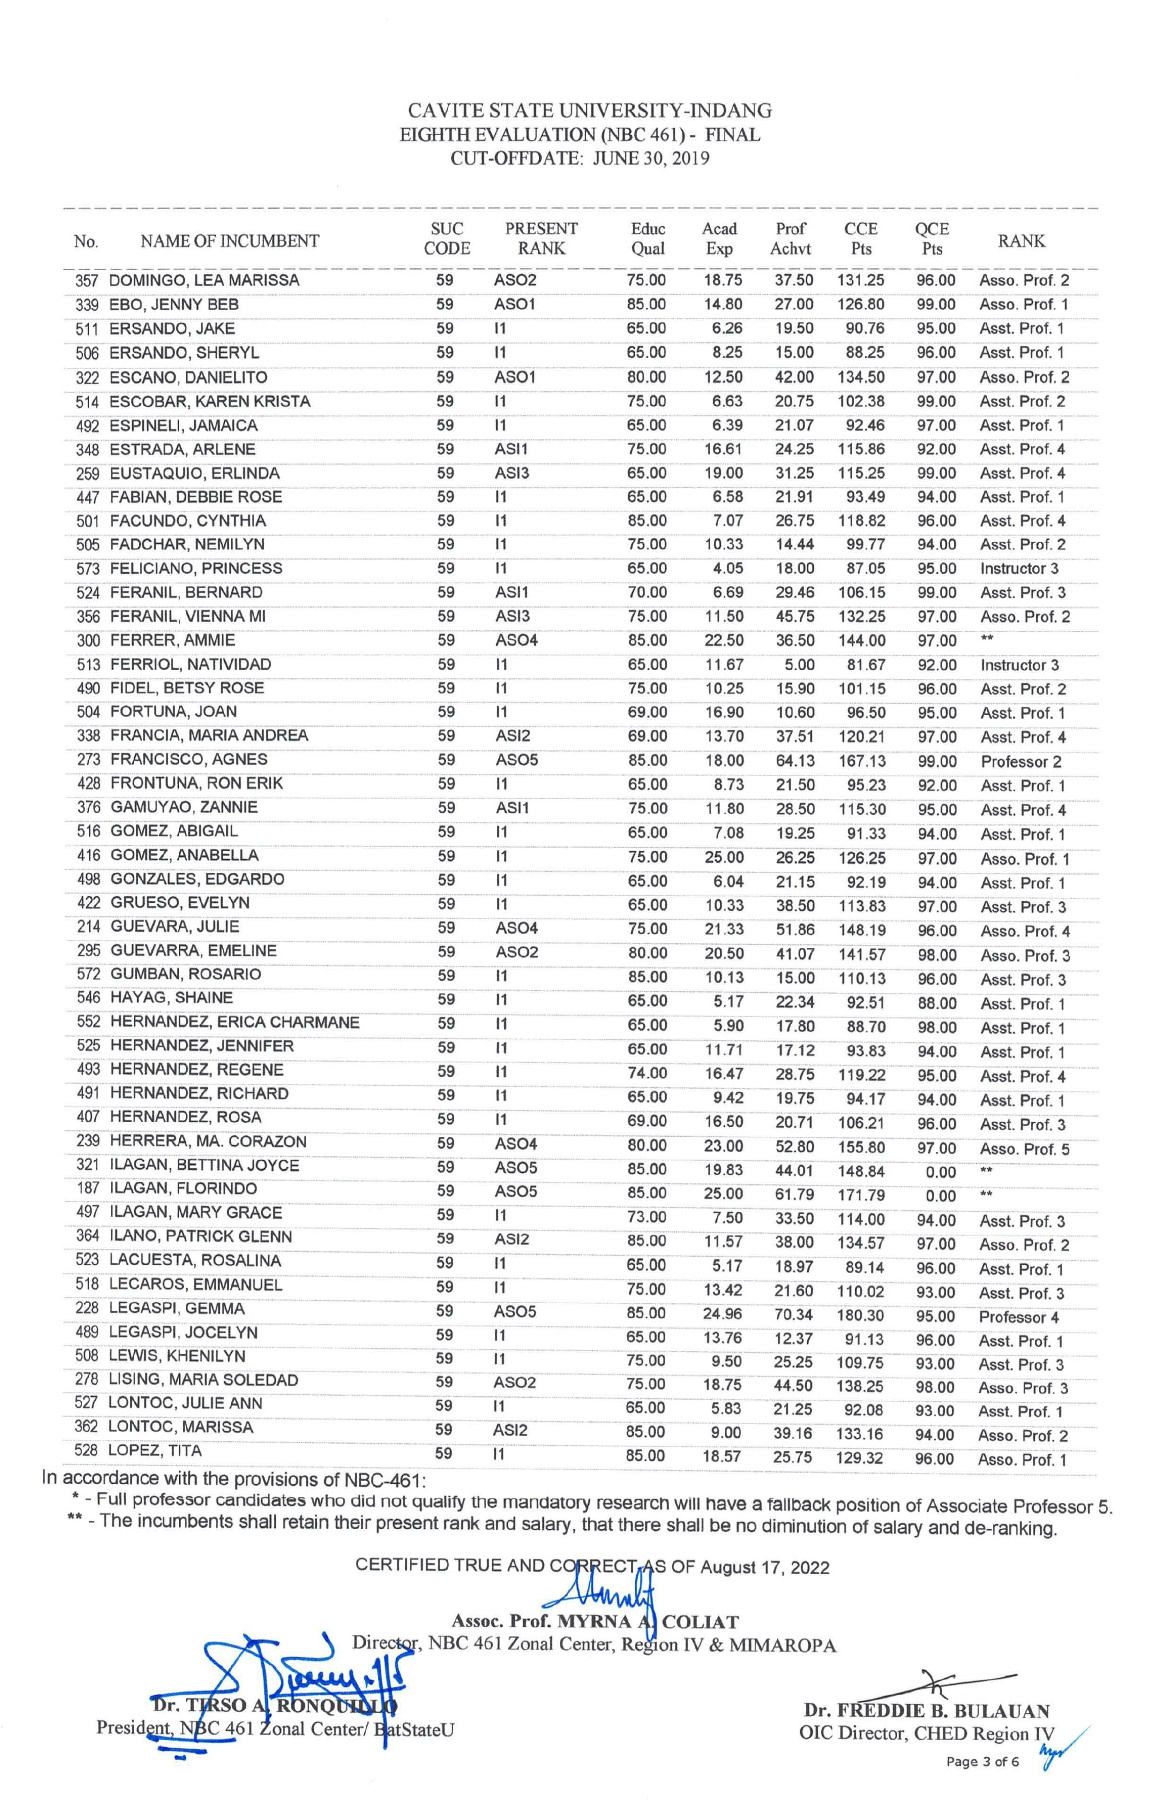 CAVITE STATE UNIVERSITY-INDANG
EIGHTH EVALUATION (NBC 461) - FINAL
CUT-OFFDATE: JUNE 30, 2019
No. NAME OF INCUMBENT SUC CODE PRESENT RANK Educ Qual Acad Exp Prof Achvt CCE Pts QCE Pts RANK
357 DOMINGO, LEA MARISSA 59 ASO2 75.00 18.75 37.50 131.25 96.00 Asso. Prof. 2
339 EBO, JENNY BEB 59 ASO1 85.00 14.80 27.00 126.80 99.00 Asso. Prof. 1
511 ERSANDO, JAKE 59 I1 65.00 6.26 19.50 90.76 95.00 Asst. Prof. 1
506 ERSANDO, SHERYL 59 I1 65.00 8.25 15.00 88.25 96.00 Asst. Prof. 1
322 ESCANO, DANIELITO 59 ASO1 80.00 12.50 42.00 134.50 97.00 Asso. Prof. 2
514 ESCOBAR, KAREN KRISTA 59 I1 75.00 6.63 20.75 102.38 99.00 Asst. Prof. 2
492 ESPINELI, JAMAICA 59 I1 65.00 6.39 21.07 92.46 97.00 Asst. Prof. 1
348 ESTRADA, ARLENE 59 ASI1 75.00 16.61 24.25 115.86 92.00 Asst. Prof. 4
259 EUSTAQUIO, ERLINDA 59 ASI3 65.00 19.00 31.25 115.25 99.00 Asst. Prof. 4
447 FABIAN, DEBBIE ROSE 59 I1 65.00 6.58 21.91 93.49 94.00 Asst. Prof. 1
501 FACUNDO, CYNTHIA 59 I1 85.00 7.07 26.75 118.82 96.00 Asst. Prof. 4
505 FADCHAR, NEMILYN 59 I1 75.00 10.33 14.44 99.77 94.00 Asst. Prof. 2
573 FELICIANO, PRINCESS 59 I1 65.00 4.05 18.00 87.05 95.00 Instructor 3
524 FERANIL, BERNARD 59 ASI1 70.00 6.69 29.46 106.15 99.00 Asst. Prof. 3
356 FERANIL, VIENNA MI 59 ASI3 75.00 11.50 45.75 132.25 97.00 Asso. Prof. 2
300 FERRER, AMMIE 59 ASO4 85.00 22.50 36.50 144.00 97.00 **
513 FERRIOL, NATIVIDAD 59 I1 65.00 11.67 5.00 81.67 92.00 Instructor 3
490 FIDEL, BETSY ROSE 59 I1 75.00 10.25 15.90 101.15 96.00 Asst. Prof. 2
504 FORTUNA, JOAN 59 I1 69.00 16.90 10.60 96.50 95.00 Asst. Prof. 1
338 FRANCIA, MARIA ANDREA 59 ASI2 69.00 13.70 37.51 120.21 97.00 Asst. Prof. 4
273 FRANCISCO, AGNES 59 ASO5 85.00 18.00 64.13 167.13 99.00 Professor 2
428 FRONTUNA, RON ERIK 59 I1 65.00 8.73 21.50 95.23 92.00 Asst. Prof. 1
376 GAMUYAO, ZANNIE 59 ASI1 75.00 11.80 28.50 115.30 95.00 Asst. Prof. 4
516 GOMEZ, ABIGAIL 59 I1 65.00 7.08 19.25 91.33 94.00 Asst. Prof. 1
416 GOMEZ, ANABELLA 59 I1 75.00 25.00 26.25 126.25 97.00 Asso. Prof. 1
498 GONZALES, EDGARDO 59 I1 65.00 6.04 21.15 92.19 94.00 Asst. Prof. 1
422 GRUESO, EVELYN 59 I1 65.00 10.33 38.50 113.83 97.00 Asst. Prof. 3
214 GUEVARA, JULIE 59 ASO4 75.00 21.33 51.86 148.19 96.00 Asso. Prof. 4
295 GUEVARRA, EMELINE 59 ASO2 80.00 20.50 41.07 141.57 98.00 Asso. Prof. 3
572 GUMBAN, ROSARIO 59 I1 85.00 10.13 15.00 110.13 96.00 Asst. Prof. 3
546 HAYAG, SHAINE 59 I1 65.00 5.17 22.34 92.51 88.00 Asst. Prof. 1
552 HERNANDEZ, ERICA CHARMANE 59 I1 65.00 5.90 17.80 88.70 98.00 Asst. Prof. 1
525 HERNANDEZ, JENNIFER 59 I1 65.00 11.71 17.12 93.83 94.00 Asst. Prof. 1
493 HERNANDEZ, REGENE 59 I1 74.00 16.47 28.75 119.22 95.00 Asst. Prof. 4
491 HERNANDEZ, RICHARD 59 I1 65.00 9.42 19.75 94.17 94.00 Asst. Prof. 1
407 HERNANDEZ, ROSA 59 I1 69.00 16.50 20.71 106.21 96.00 Asst. Prof. 3
239 HERRERA, MA. CORAZON 59 ASO4 80.00 23.00 52.80 155.80 97.00 Asso. Prof. 5
321 ILAGAN, BETTINA JOYCE 59 ASO5 85.00 19.83 44.01 148.84 0.00 **
187 ILAGAN, FLORINDO 59 ASO5 85.00 25.00 61.79 171.79 0.00 **
497 ILAGAN, MARY GRACE 59 I1 73.00 7.50 33.50 114.00 94.00 Asst. Prof. 3
364 ILANO, PATRICK GLENN 59 ASI2 85.00 11.57 38.00 134.57 97.00 Asso. Prof. 2
523 LACUESTA, ROSALINA 59 I1 65.00 5.17 18.97 89.14 96.00 Asst. Prof. 1
518 LECAROS, EMMANUEL 59 I1 75.00 13.42 21.60 110.02 93.00 Asst. Prof. 3
228 LEGASPI, GEMMA 59 ASO5 85.00 24.96 70.34 180.30 95.00 Professor 4
489 LEGASPI, JOCELYN 59 I1 65.00 13.76 12.37 91.13 96.00 Asst. Prof. 1
508 LEWIS, KHENILYN 59 I1 75.00 9.50 25.25 109.75 93.00 Asst. Prof. 3
278 LISING, MARIA SOLEDAD 59 ASO2 75.00 18.75 44.50 138.25 98.00 Asso. Prof. 3
527 LONTOC, JULIE ANN 59 I1 65.00 5.83 21.25 92.08 93.00 Asst. Prof. 1
362 LONTOC, MARISSA 59 ASI2 85.00 9.00 39.16 133.16 94.00 Asso. Prof. 2
528 LOPEZ, TITA 59 I1 85.00 18.57 25.75 129.32 96.00 Asso. Prof. 1
In accordance with the provisions of NBC-461:
* - Full professor candidates who did not qualify the mandatory research will have a fallback position of Associate Professor 5.
** - The incumbents shall retain their present rank and salary, that there shall be no diminution of salary and de-ranking.
CERTIFIED TRUE AND CORRECT AS OF August 17, 2022
Assoc. Prof. MYRNA A. COLIAT
Director, NBC 461 Zonal Center, Region IV & MIMAROPA
Dr. TIRSO A. RONQUILLO
President, NBC 461 Zonal Center/ BatStateU
Dr. FREDDIE B. BULAUAN
OIC Director, CHED Region IV
Page 3 of 6